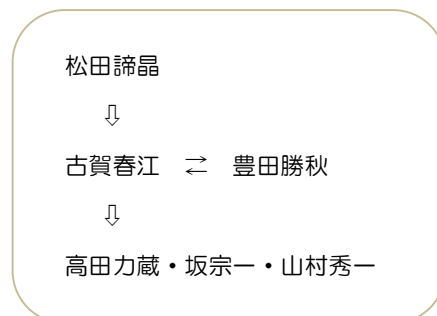 松田諦晶
⇩
古賀春江 ⇄ 豊田勝秋
⇩
高田力蔵・坂宗一・山村秀一